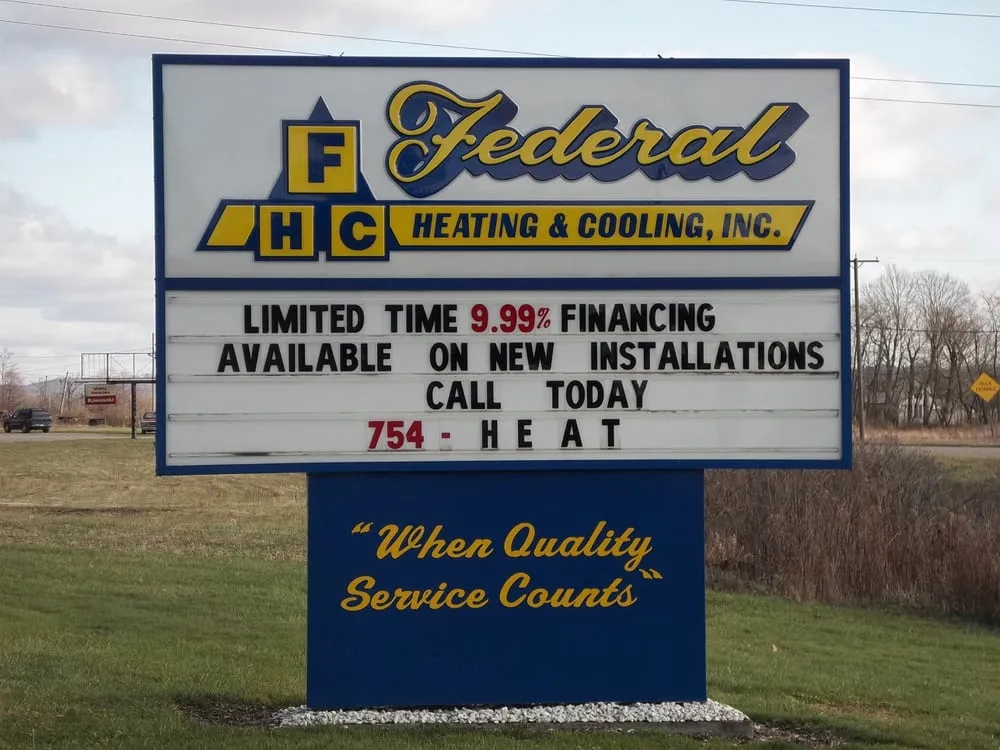 Federal
F
H C HEATING & COOLING, INC.
LIMITED TIME 9.99% FINANCING
AVAILABLE ON NEW INSTALLATIONS
CALL TODAY
754 - HEAT
"When Quality
Service Counts"